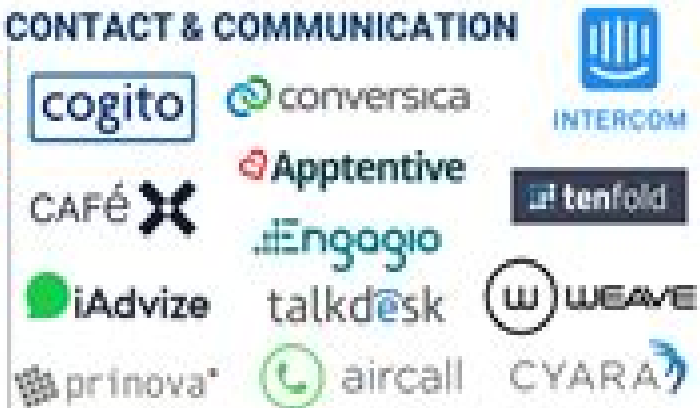 CONTACT & COMMUNICATION
INTERCOM
cogito
conversica
Apptentive
CAFé X
tenfold
Engagio
iAdvize
talkdesk
W WEAVE
prinova
aircall
CYARA